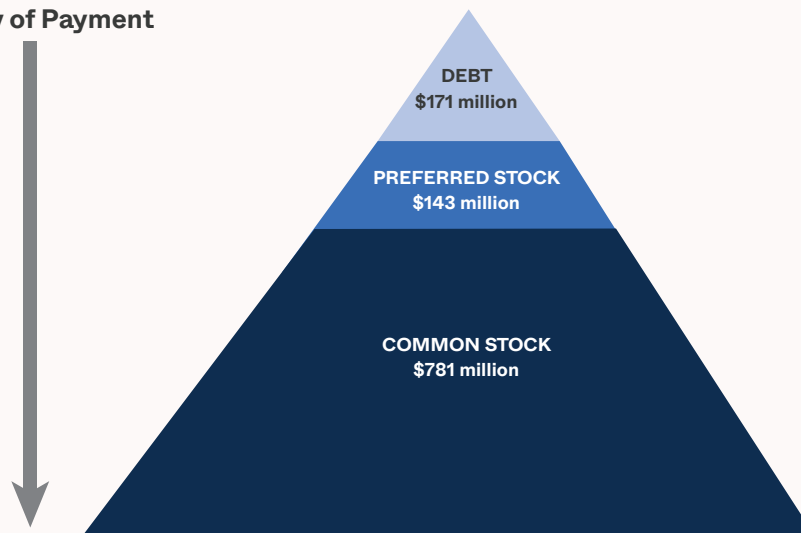 of Payment
DEBT
$171 million
PREFERRED STOCK
$143 million
COMMON STOCK
$781 million